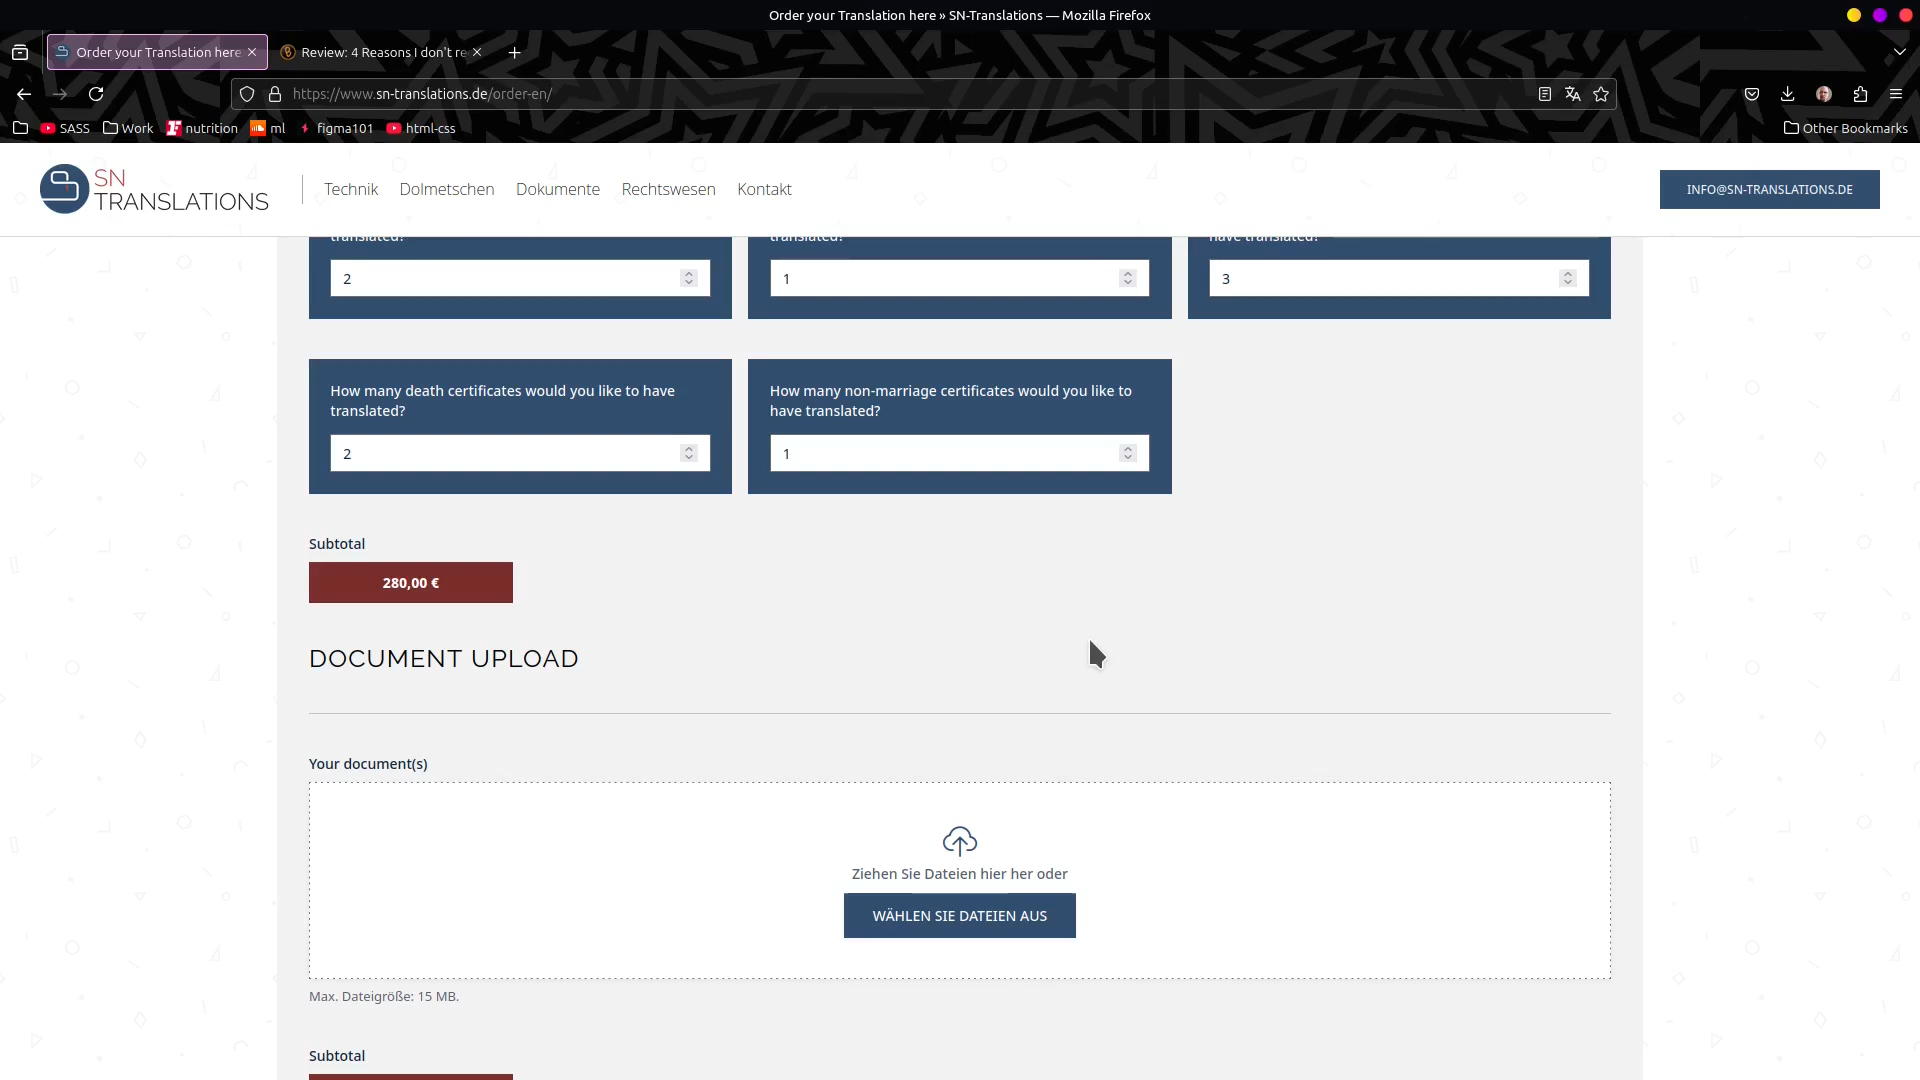 Order your Translation here » SN-Translations — Mozilla Firefox
Order your Translation here
Review: 4 Reasons I don't re
https://www.sn-translations.de/order-en/
SASS
Work
nutrition
ml
figma101
html-css
Other Bookmarks
SN
TRANSLATIONS
Technik
Dolmetschen
Dokumente
Rechtswesen
Kontakt
INFO@SN-TRANSLATIONS.DE
translated?
translated?
have translated?
2
1
3
How many death certificates would you like to have
translated?
2
How many non-marriage certificates would you like to
have translated?
1
Subtotal
280,00 €
DOCUMENT UPLOAD
Your document(s)
Ziehen Sie Dateien hier her oder
WÄHLEN SIE DATEIEN AUS
Max. Dateigröße: 15 MB.
Subtotal